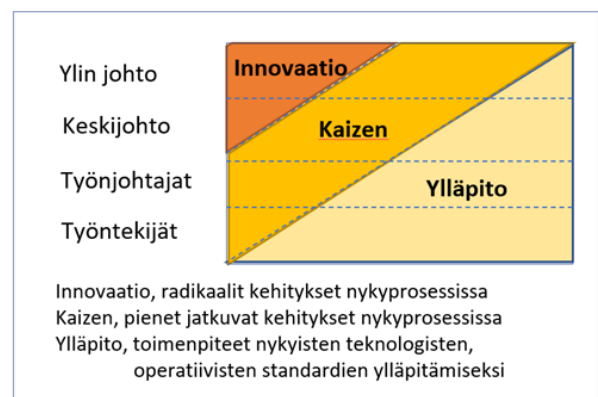 Ylin johto
Innovaatio
Keskijohto
Kaizen
Työnjohtajat
Ylläpito
Työntekijät
Innovaatio, radikaalit kehitykset nykyprosessissa
Kaizen, pienet jatkuvat kehitykset nykyprosessissa
Ylläpito, toimenpiteet nykyisten teknologisten,
operatiivisten standardien ylläpitämiseksi